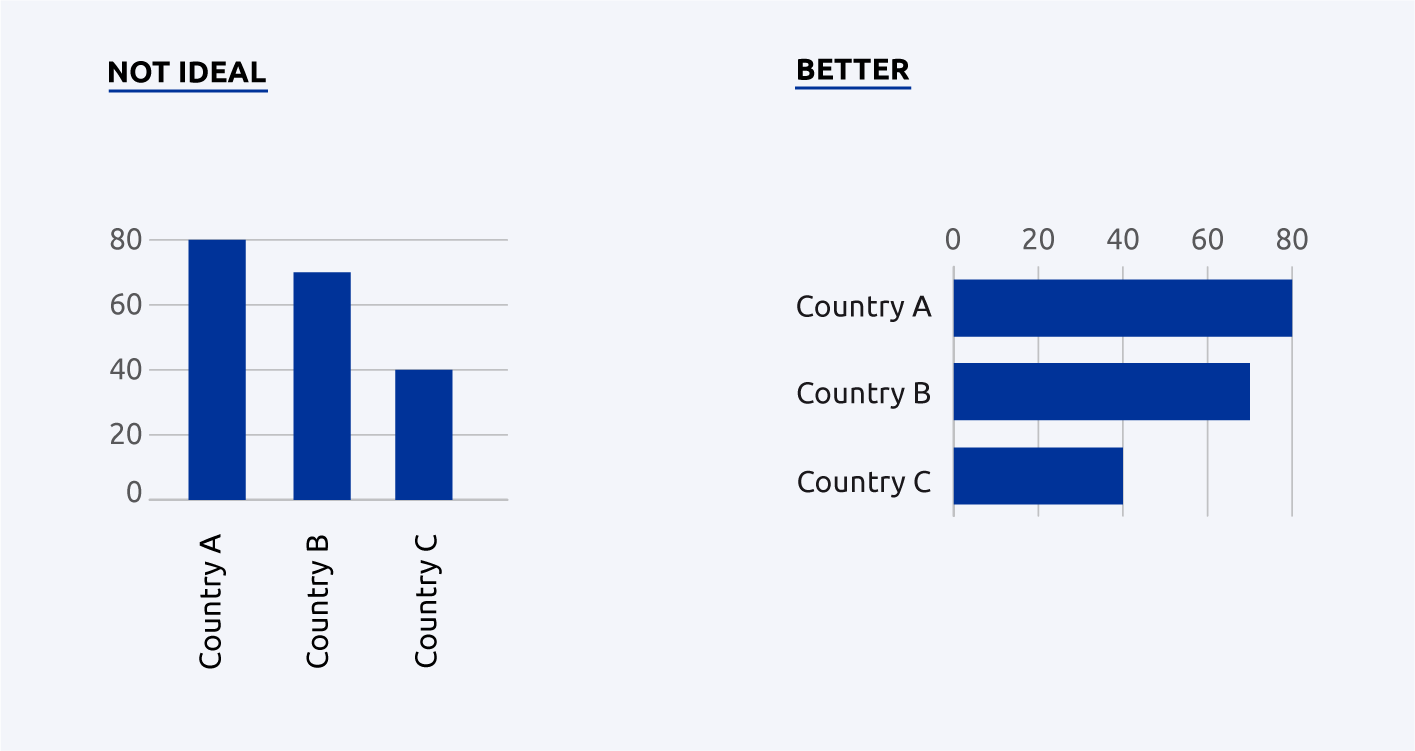 NOT IDEAL
80
60
40
20
0
Country A
Country B
Country C
BETTER
0 20 40 60 80
Country A
Country B
Country C